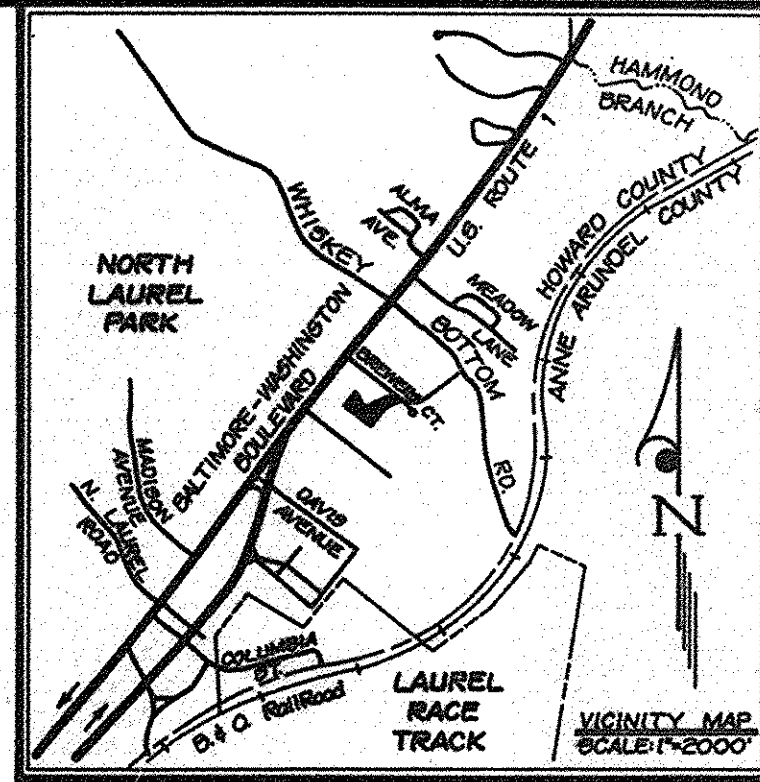 HAMMOND
BRANCH
U.S. ROUTE 1
HOWARD COUNTY
ANNE ARUNDEL COUNTY
ALMA
AVE.
WHISKEY
BOTTOM
RD.
MEADOW
LANE
NORTH
LAUREL
PARK
BALTIMORE-WASHINGTON
BOULEVARD
BREWERS CT.
MADISON
AVENUE
N. LAUREL
ROAD
DAVIS
AVENUE
N
COLUMBIA
B. & O. RailRoad
LAUREL
RACE
TRACK
VICINITY MAP
SCALE: 1"=2000'